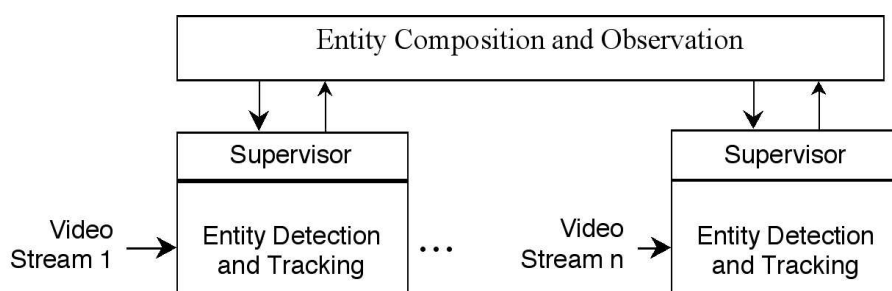 Entity Composition and Observation
Supervisor
Supervisor
Video
Stream 1
Entity Detection
and Tracking
...
Video
Stream n
Entity Detection
and Tracking